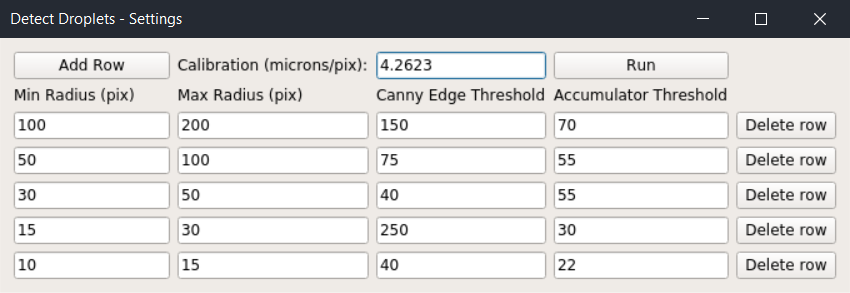 Detect Droplets - Settings
Add Row Calibration (microns/pix): 4.2623 Run
Min Radius (pix) Max Radius (pix) Canny Edge Threshold Accumulator Threshold
100 200 150 70 Delete row
50 100 75 55 Delete row
30 50 40 55 Delete row
15 30 250 30 Delete row
10 15 40 22 Delete row